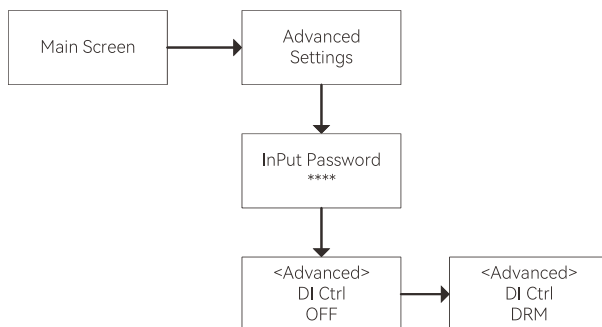 Main Screen
Advanced
Settings
InPut Password
****
<Advanced>
DI Ctrl
OFF
<Advanced>
DI Ctrl
DRM